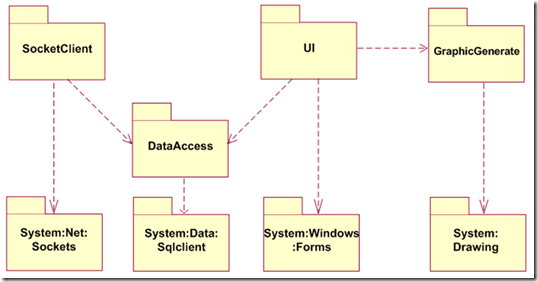 SocketClient
UI
GraphicGenerate
DataAccess
System:Net:
Sockets
System:Data:
Sqlclient
System:Windows
:Forms
System:
Drawing